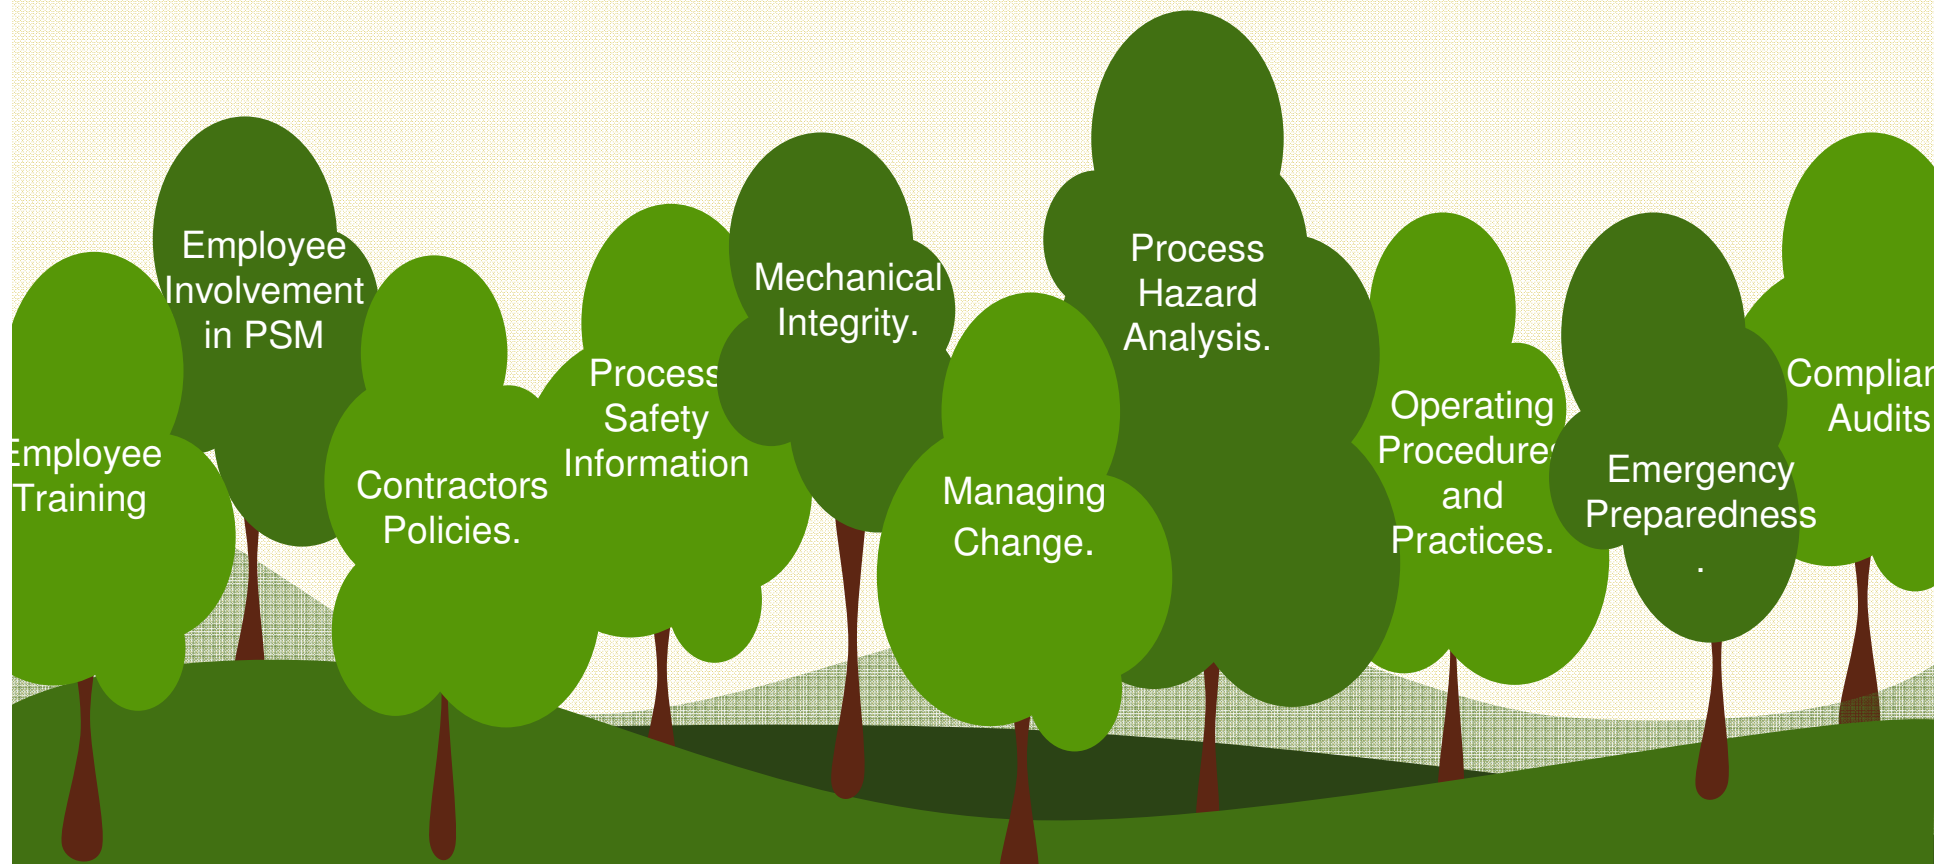 Employee
Training
Employee
Involvement
in PSM
Contractors
Policies.
Process
Safety
Information
Mechanical
Integrity.
Managing
Change.
Process
Hazard
Analysis.
Operating
Procedures
and
Practices.
Emergency
Preparedness
.
Complian
Audits